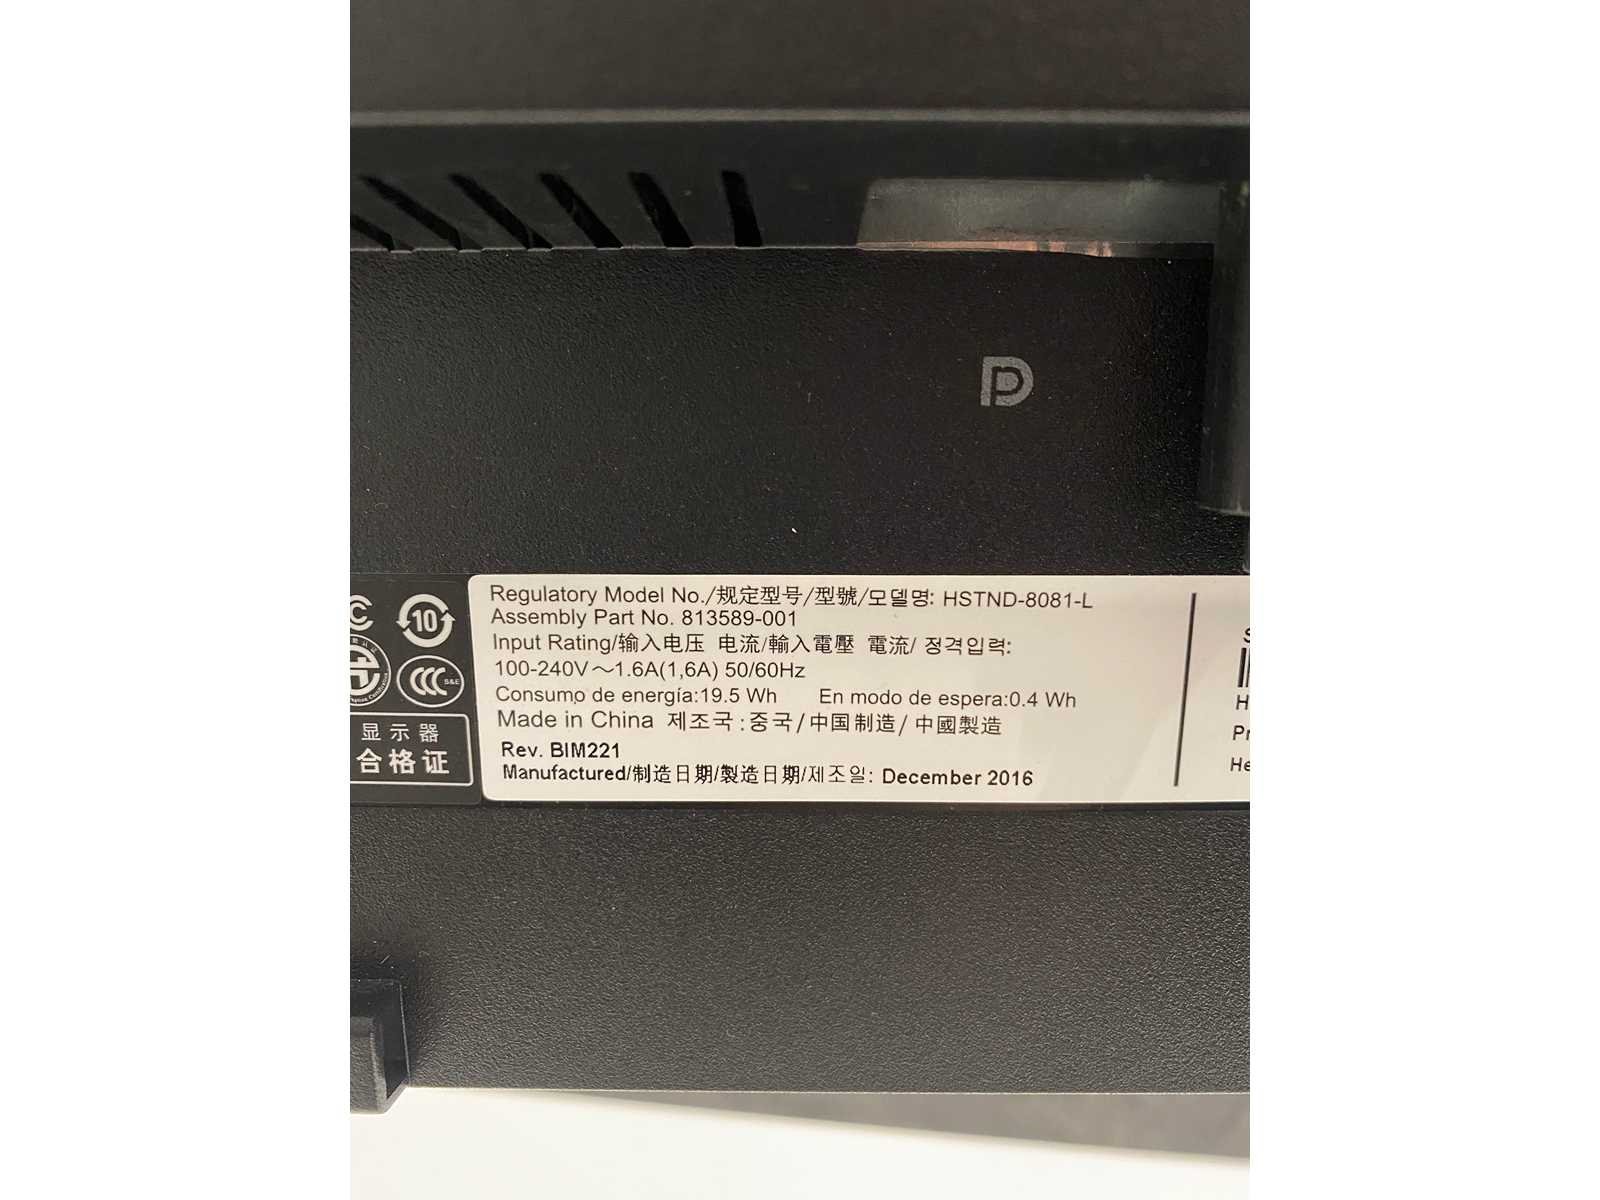 Regulatory Model No./规定型号/型號/모델명: HSTND-8081-L
Assembly Part No. 813589-001
Input Rating/输入电压 电流/輸入電壓 電流/ 정격입력:
100-240V～1.6A(1,6A) 50/60Hz
Consumo de energía:19.5 Wh En modo de espera:0.4 Wh
Made in China 제조국:중국/中国制造/中國製造
Rev. BIM221
Manufactured/制造日期/製造日期/제조일: December 2016
10
CCC S&E
显示器
合格证